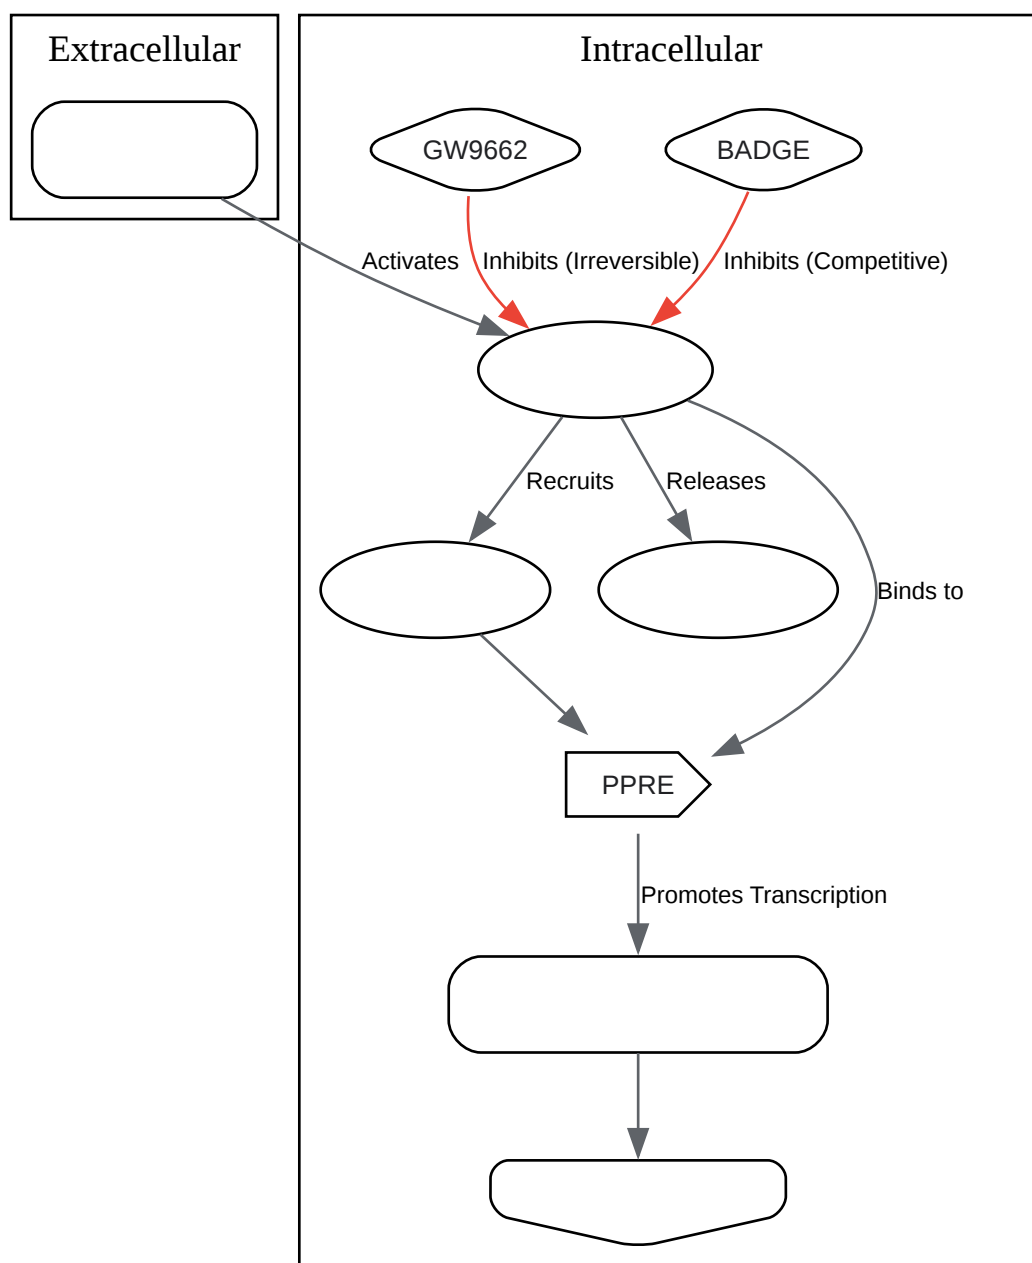 Extracellular
Intracellular
GW9662
BADGE
Activates
Inhibits (Irreversible)
Inhibits (Competitive)
Recruits
Releases
Binds to
PPRE
Promotes Transcription